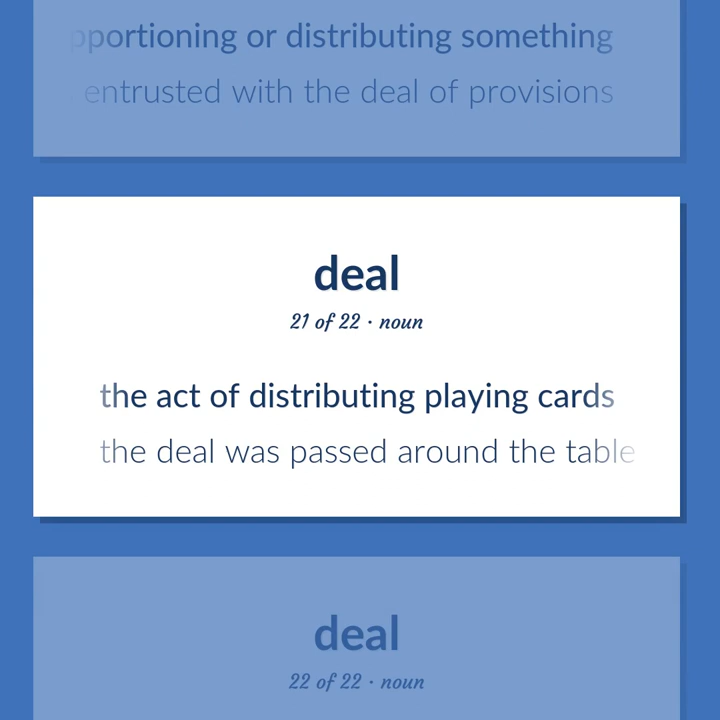 pportioning or distributing something
entrusted with the deal of provisions
deal
21 of 22 · noun
the act of distributing playing cards
the deal was passed around the table
deal
22 of 22 · noun